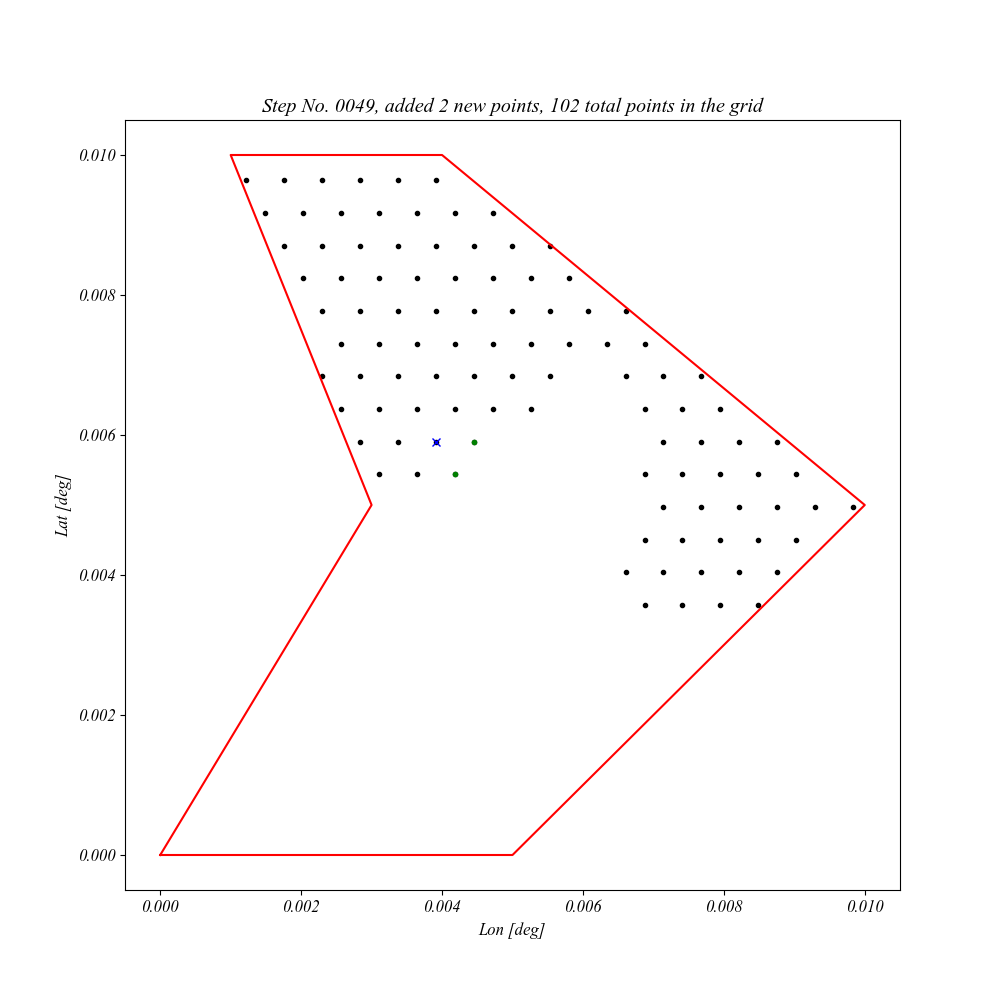 Step No. 0049, added 2 new points, 102 total points in the grid
0.010
0.008
0.006
0.004
0.002
0.000
Lat [deg]
0.000 0.002 0.004 0.006 0.008 0.010
Lon [deg]